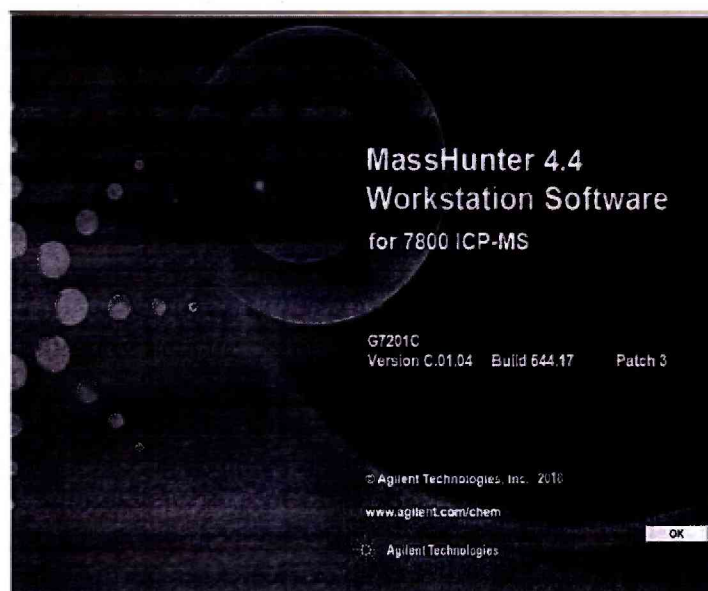 MassHunter 4.4
Workstation Software
for 7800 ICP-MS
G7201C
Version C.01.04 Build 544.17 Patch 3
© Agilent Technologies, Inc. 2018
www.agilent.com/chem
OK
Agilent Technologies